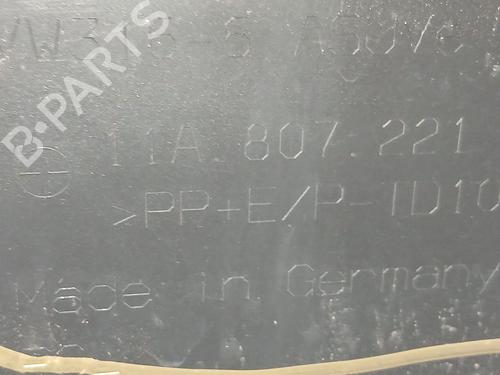 B-PARTS
11A.807.221
>PP+E/P-TD10
Made in Germany